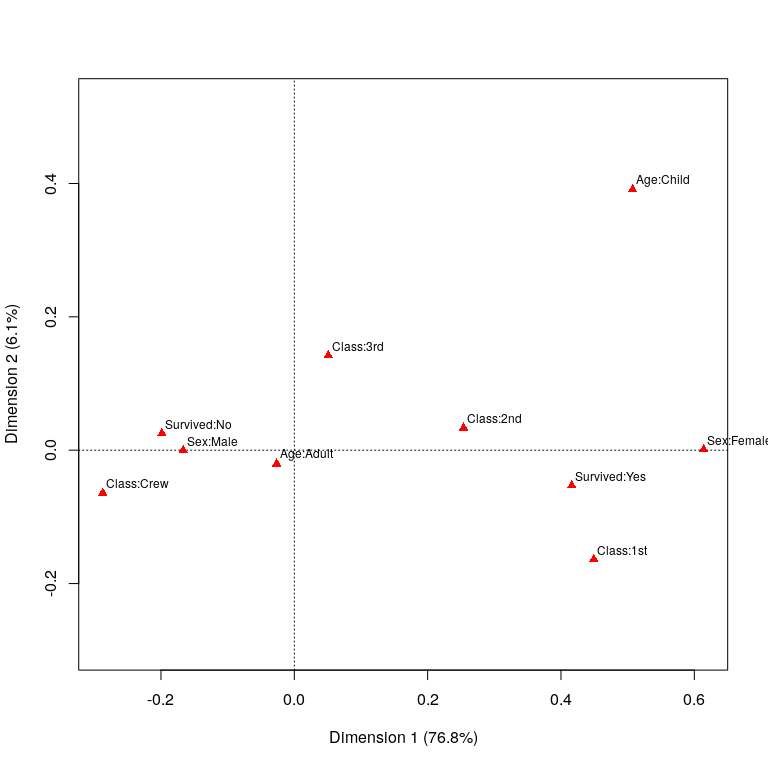 Age:Child
Class:3rd
Class:2nd
Survived:No
Sex:Male
Sex:Female
Age:Adult
Survived:Yes
Class:Crew
Class:1st
0.4
0.2
0.0
-0.2
Dimension 2 (6.1%)
-0.2
0.0
0.2
0.4
0.6
Dimension 1 (76.8%)